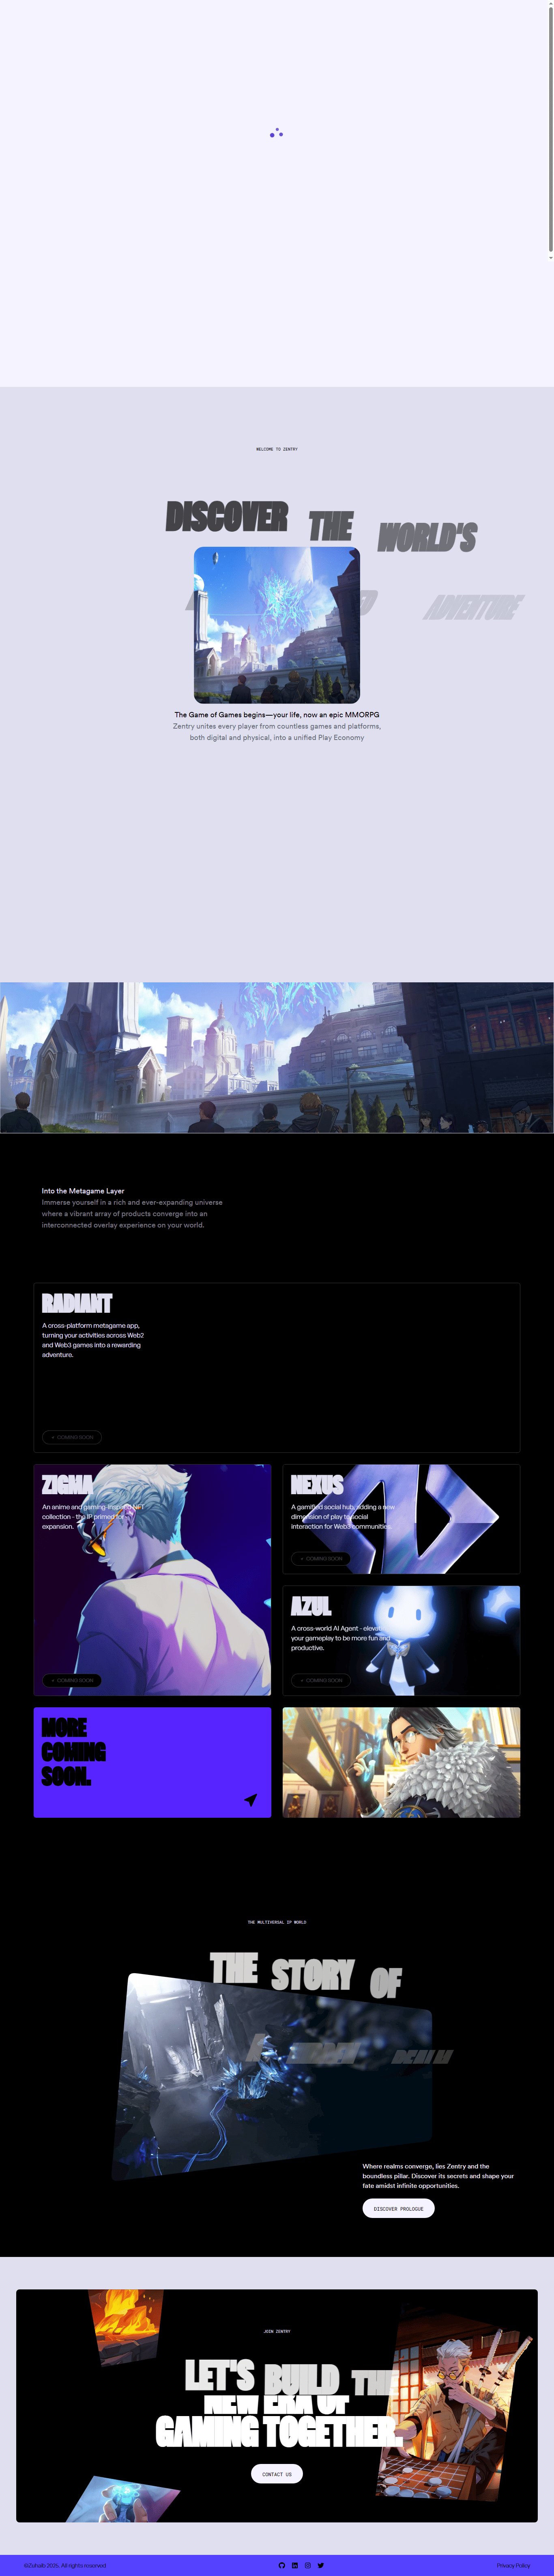 WELCOME TO ZENTRY
DISCOVER THE WORLD'S
ADVENTURE
The Game of Games begins—your life, now an epic MMORPG
Zentry unites every player from countless games and platforms,
both digital and physical, into a unified Play Economy
Into the Metagame Layer
Immerse yourself in a rich and ever-expanding universe
where a vibrant array of products converge into an
interconnected overlay experience on your world.
RADIANT
A cross-platform metagame app,
turning your activities across Web2
and Web3 games into a rewarding
adventure.
COMING SOON
ZIGMA
An anime and gaming-inspired NFT
collection - the IP primed for
expansion.
COMING SOON
NEXUS
A gamified social hub, adding a new
dimension of play to social
interaction for Web3 communities.
COMING SOON
AZUL
A cross-world AI Agent - elevating
your gameplay to be more fun and
productive.
COMING SOON
MORE
COMING
SOON.
THE MULTIVERSAL IP WORLD
THE STORY OF
Where realms converge, lies Zentry and the
boundless pillar. Discover its secrets and shape your
fate amidst infinite opportunities.
DISCOVER PROLOGUE
JOIN ZENTRY
LET'S BUILD THE
NEW ERA OF
GAMING TOGETHER.
CONTACT US
Privacy Policy